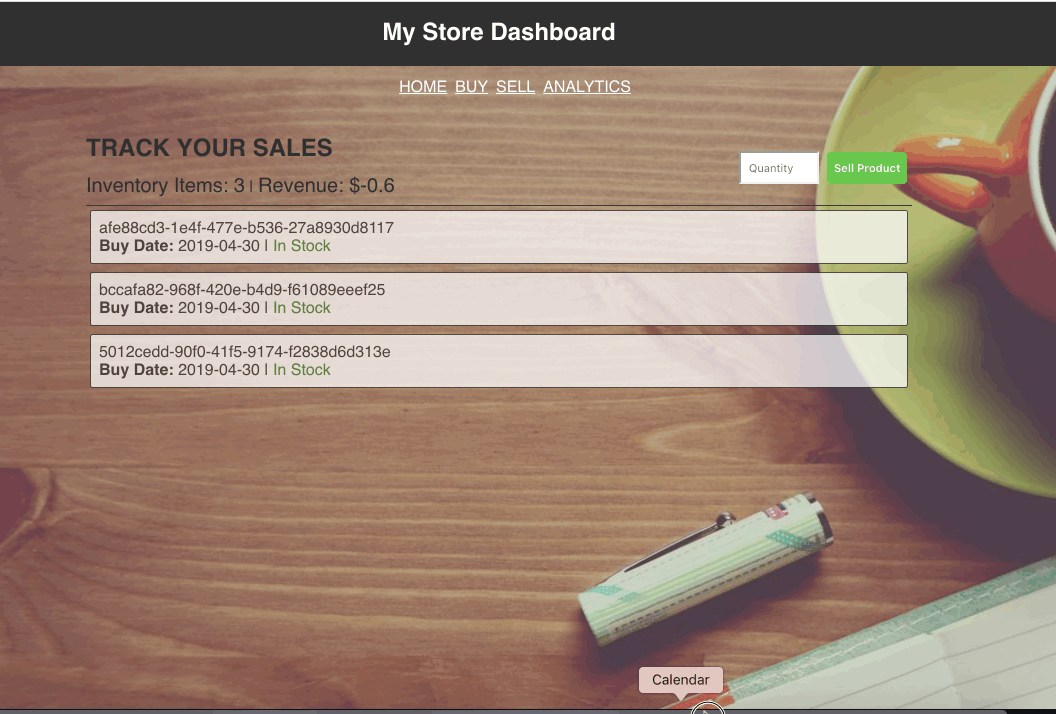 My Store Dashboard
HOME BUY SELL ANALYTICS
TRACK YOUR SALES
Inventory Items: 3 | Revenue: $-0.6
Quantity
Sell Product
afe88cd3-1e4f-477e-b536-27a8930d8117
Buy Date: 2019-04-30 | In Stock
bccafa82-968f-420e-b4d9-f61089eeef25
Buy Date: 2019-04-30 | In Stock
5012cedd-90f0-41f5-9174-f2838d6d313e
Buy Date: 2019-04-30 | In Stock
Calendar